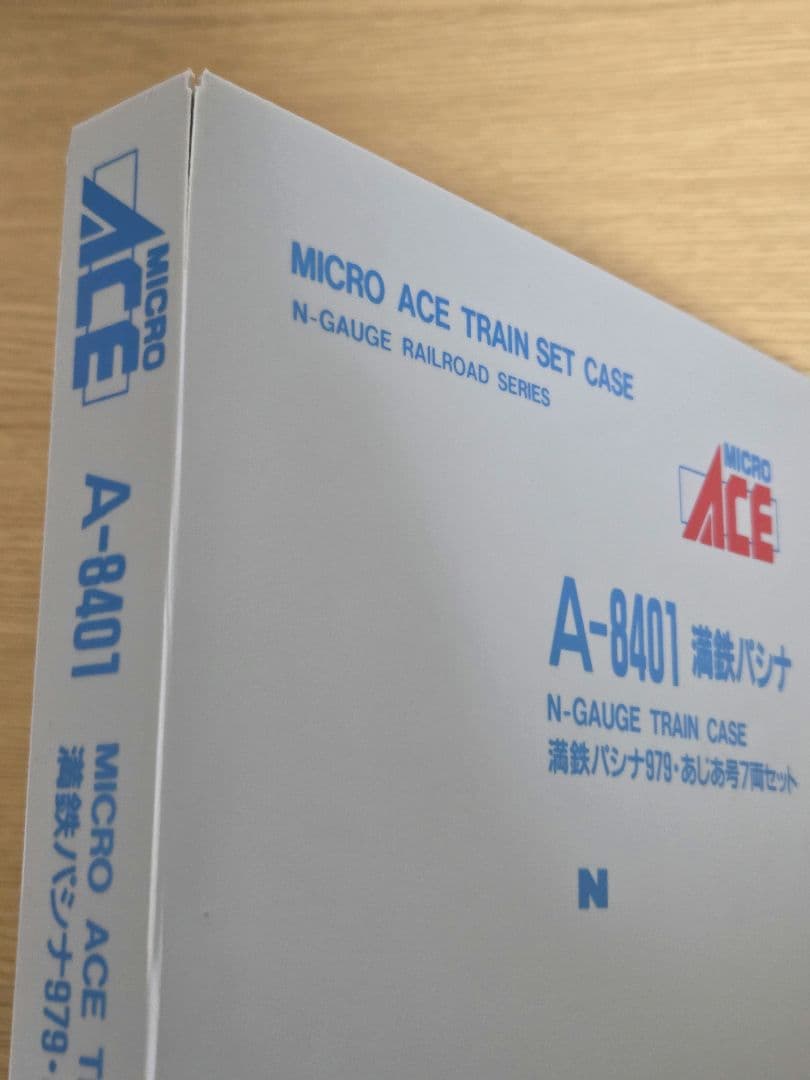 MICRO
ACE
A-8401
MICRO ACE T
満鉄パシナ979・
MICRO ACE TRAIN SET CASE
N-GAUGE RAILROAD SERIES
MICRO
ACE
A-8401 満鉄パシナ
N-GAUGE TRAIN CASE
満鉄パシナ979・あじあ号7両セット
N